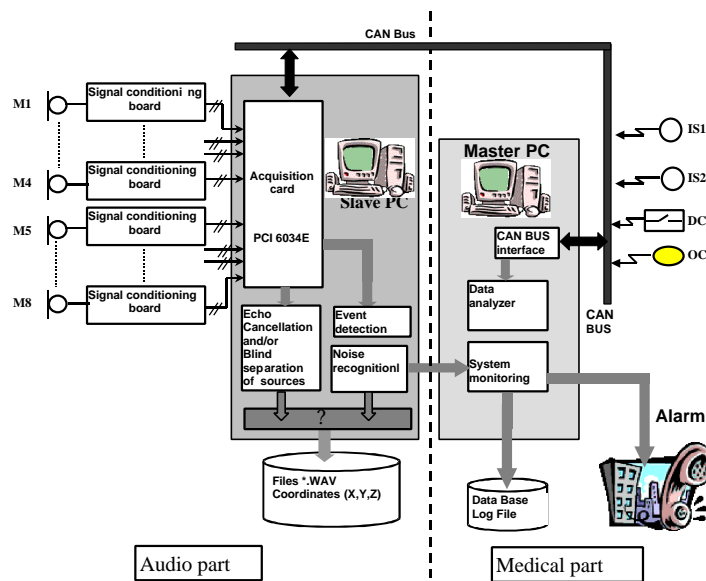 CAN Bus
M1
Signal conditioni ng
board
M4
Signal conditioning
board
M5
Signal conditioning
board
M8
Signal conditioning
board
Acquisition
card
PCI 6034E
Slave PC
Echo
Cancellation
and/or
Blind
separation
of sources
Event
detection
Noise
recognitionl
?
Files *.WAV
Coordinates (X,Y,Z)
Audio part
Master PC
CAN BUS
interface
Data
analyzer
System
monitoring
Data Base
Log File
Medical part
IS1
IS2
DC
OC
CAN
BUS
Alarm